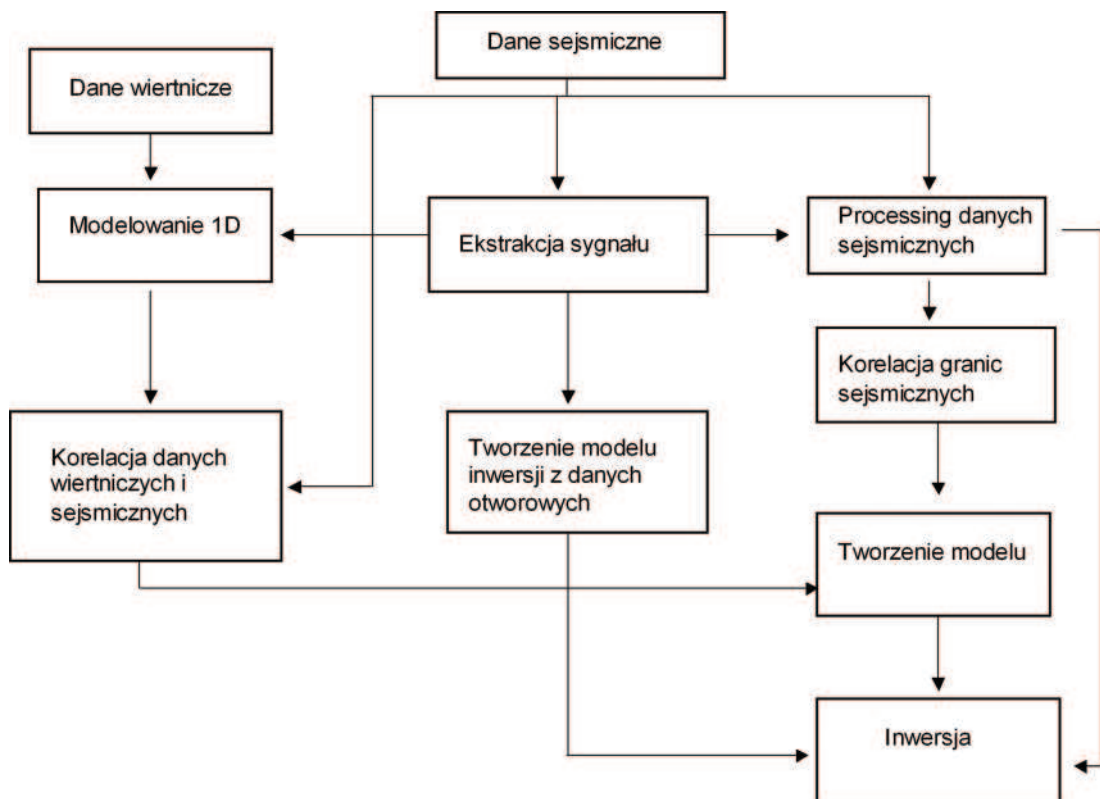 Dane sejsmiczne
Dane wiertnicze
Modelowanie 1D
Ekstrakcja sygnału
Processing danych
sejsmicznych
Korelacja granic
sejsmicznych
Korelacja danych
wiertniczych i
sejsmicznych
Tworzenie modelu
inwersji z danych
otworowych
Tworzenie modelu
Inwersja